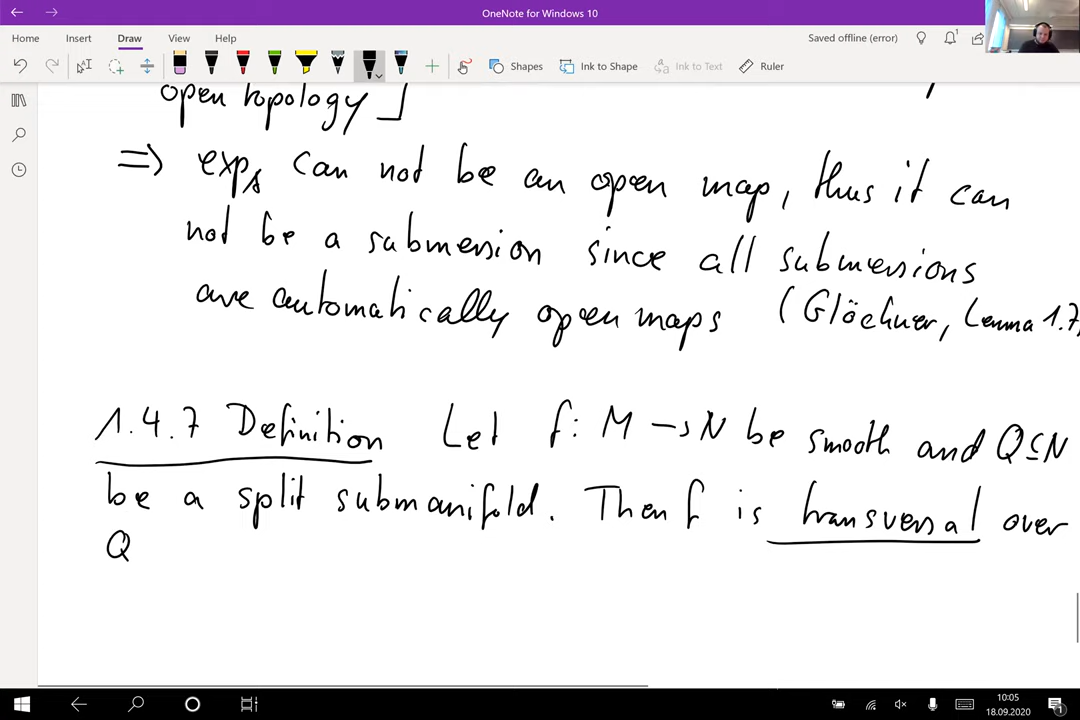 OneNote for Windows 10
Home Insert Draw View Help
Saved offline (error)
Shapes Ink to Shape Ink to Text Ruler
open topology ]
=> exp_A can not be an open map, thus it can
not be a submersion since all submersions
are automatically open maps (Glöckner, Lemma 1.7
1.4.7 Definition Let f: M → N be smooth and Q ⊆ N
be a split submanifold. Then f is transversal over
Q
10:05
18.09.2020